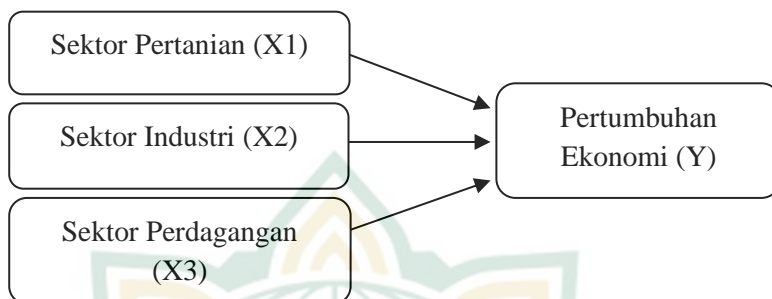 Sektor Pertanian (X1)
Sektor Industri (X2)
Sektor Perdagangan
(X3)
Pertumbuhan
Ekonomi (Y)